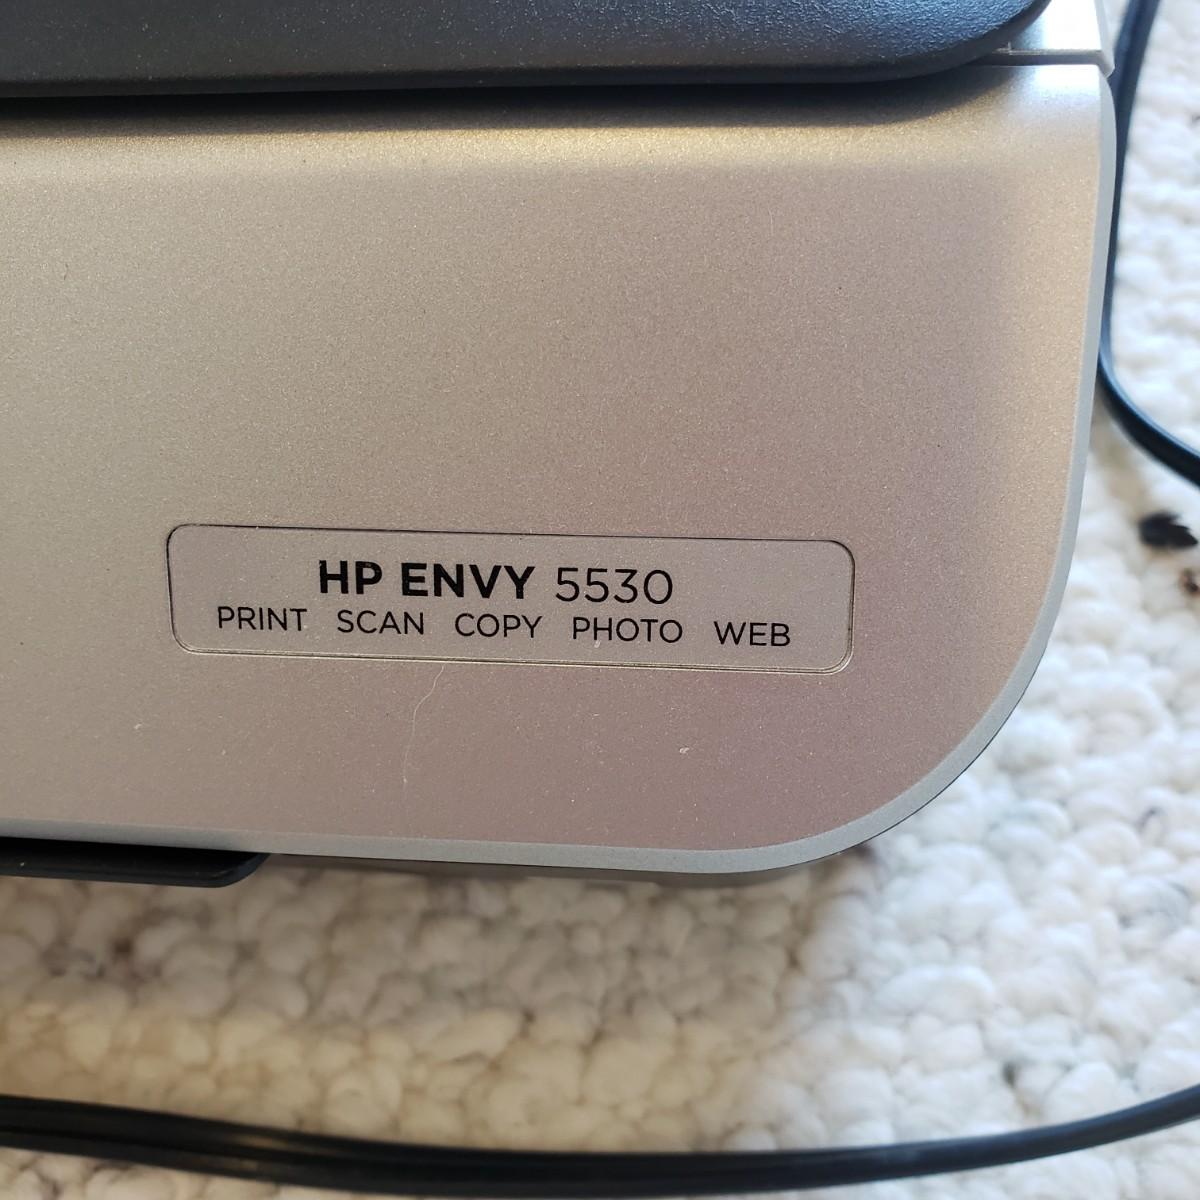 HP ENVY 5530
PRINT SCAN COPY PHOTO WEB